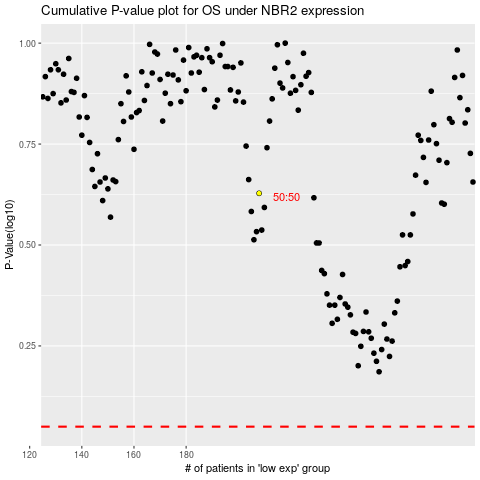 Cumulative P-value plot for OS under NBR2 expression
P-Value(log10)
1.00
0.75
0.50
0.25
50:50
120 140 160 180
# of patients in 'low exp' group